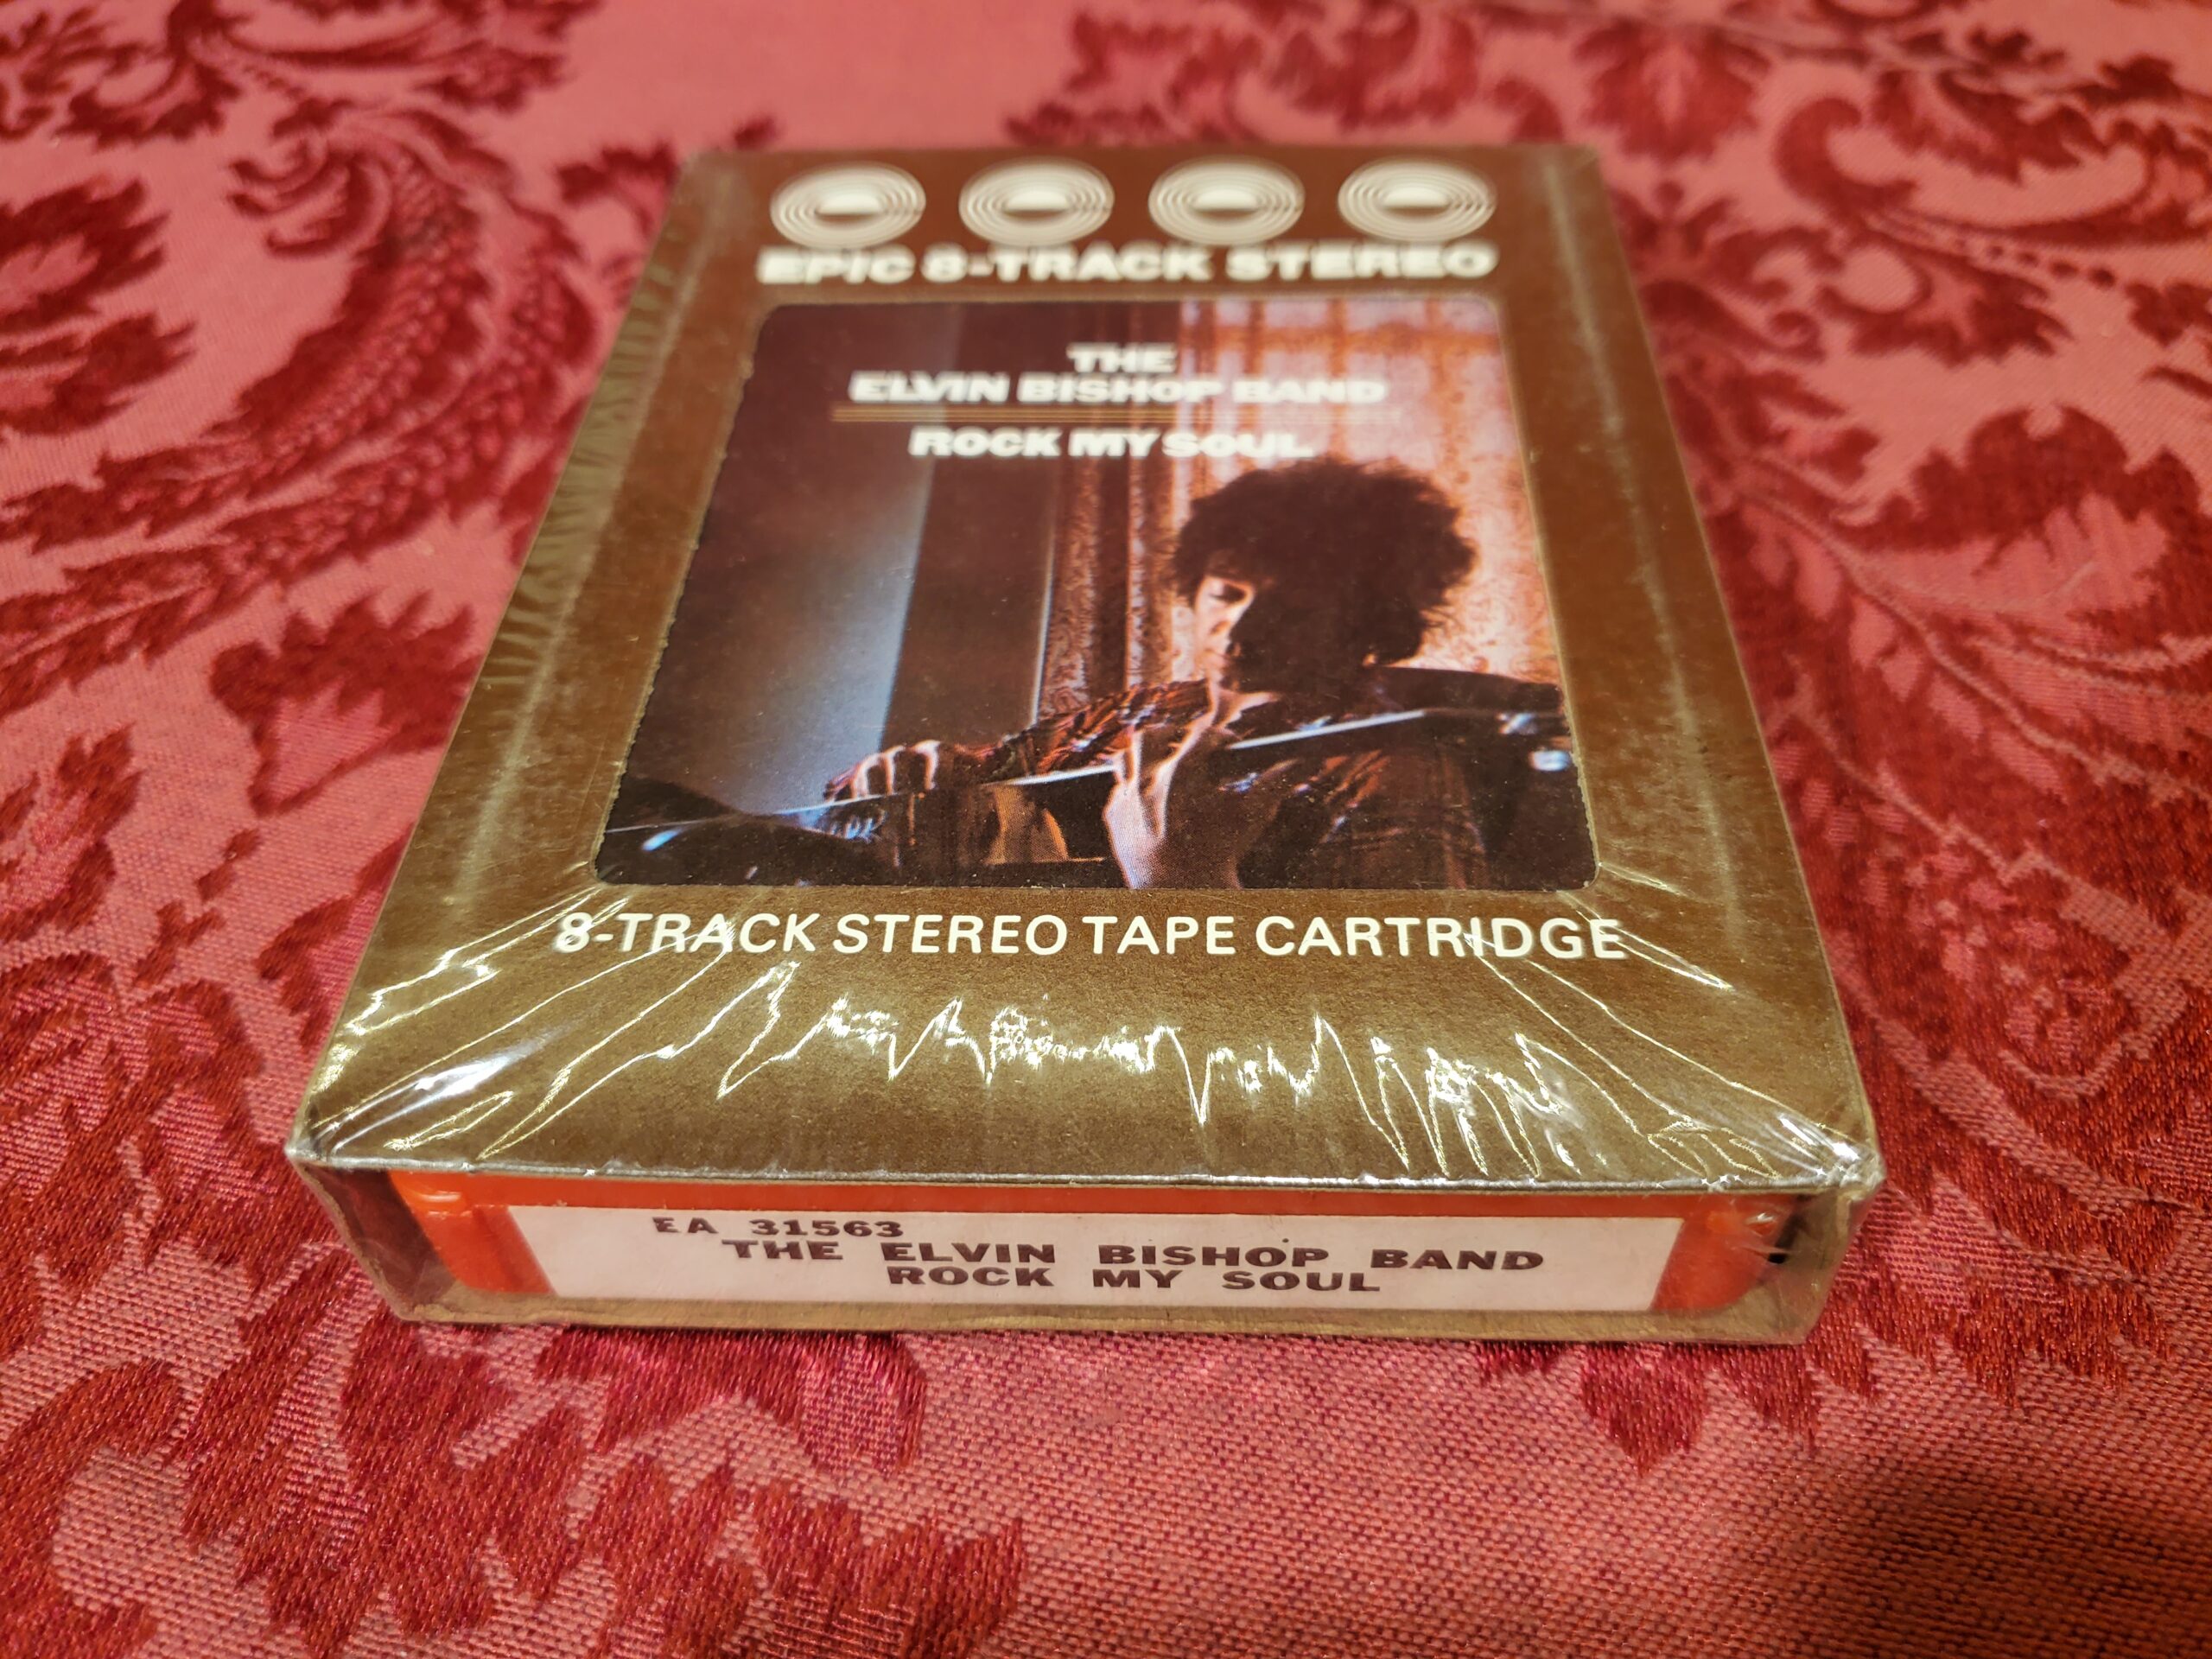 EPIC 8-TRACK STEREO
THE
ELVIN BISHOP BAND
ROCK MY SOUL
8-TRACK STEREO TAPE CARTRIDGE
EA 31563
THE ELVIN BISHOP BAND
ROCK MY SOUL